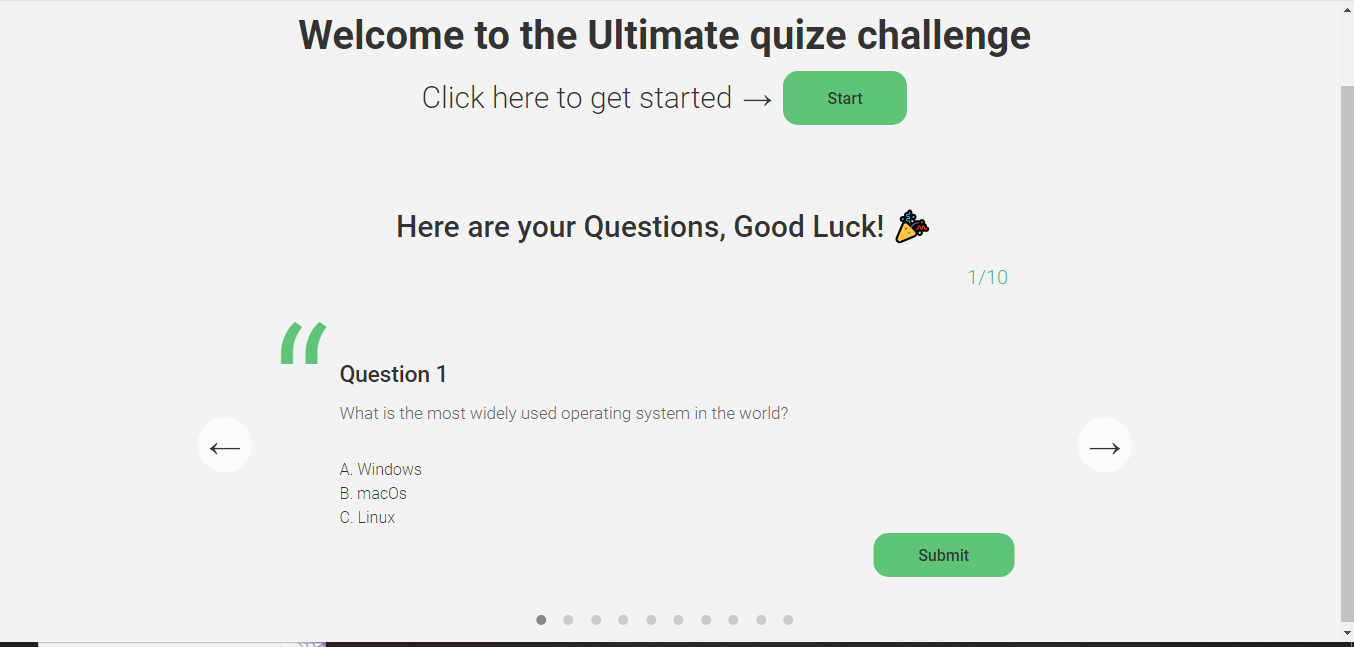 Welcome to the Ultimate quize challenge
Click here to get started → Start
Here are your Questions, Good Luck! 🎉
1/10
“
Question 1
What is the most widely used operating system in the world?
←
→
A. Windows
B. macOs
C. Linux
Submit